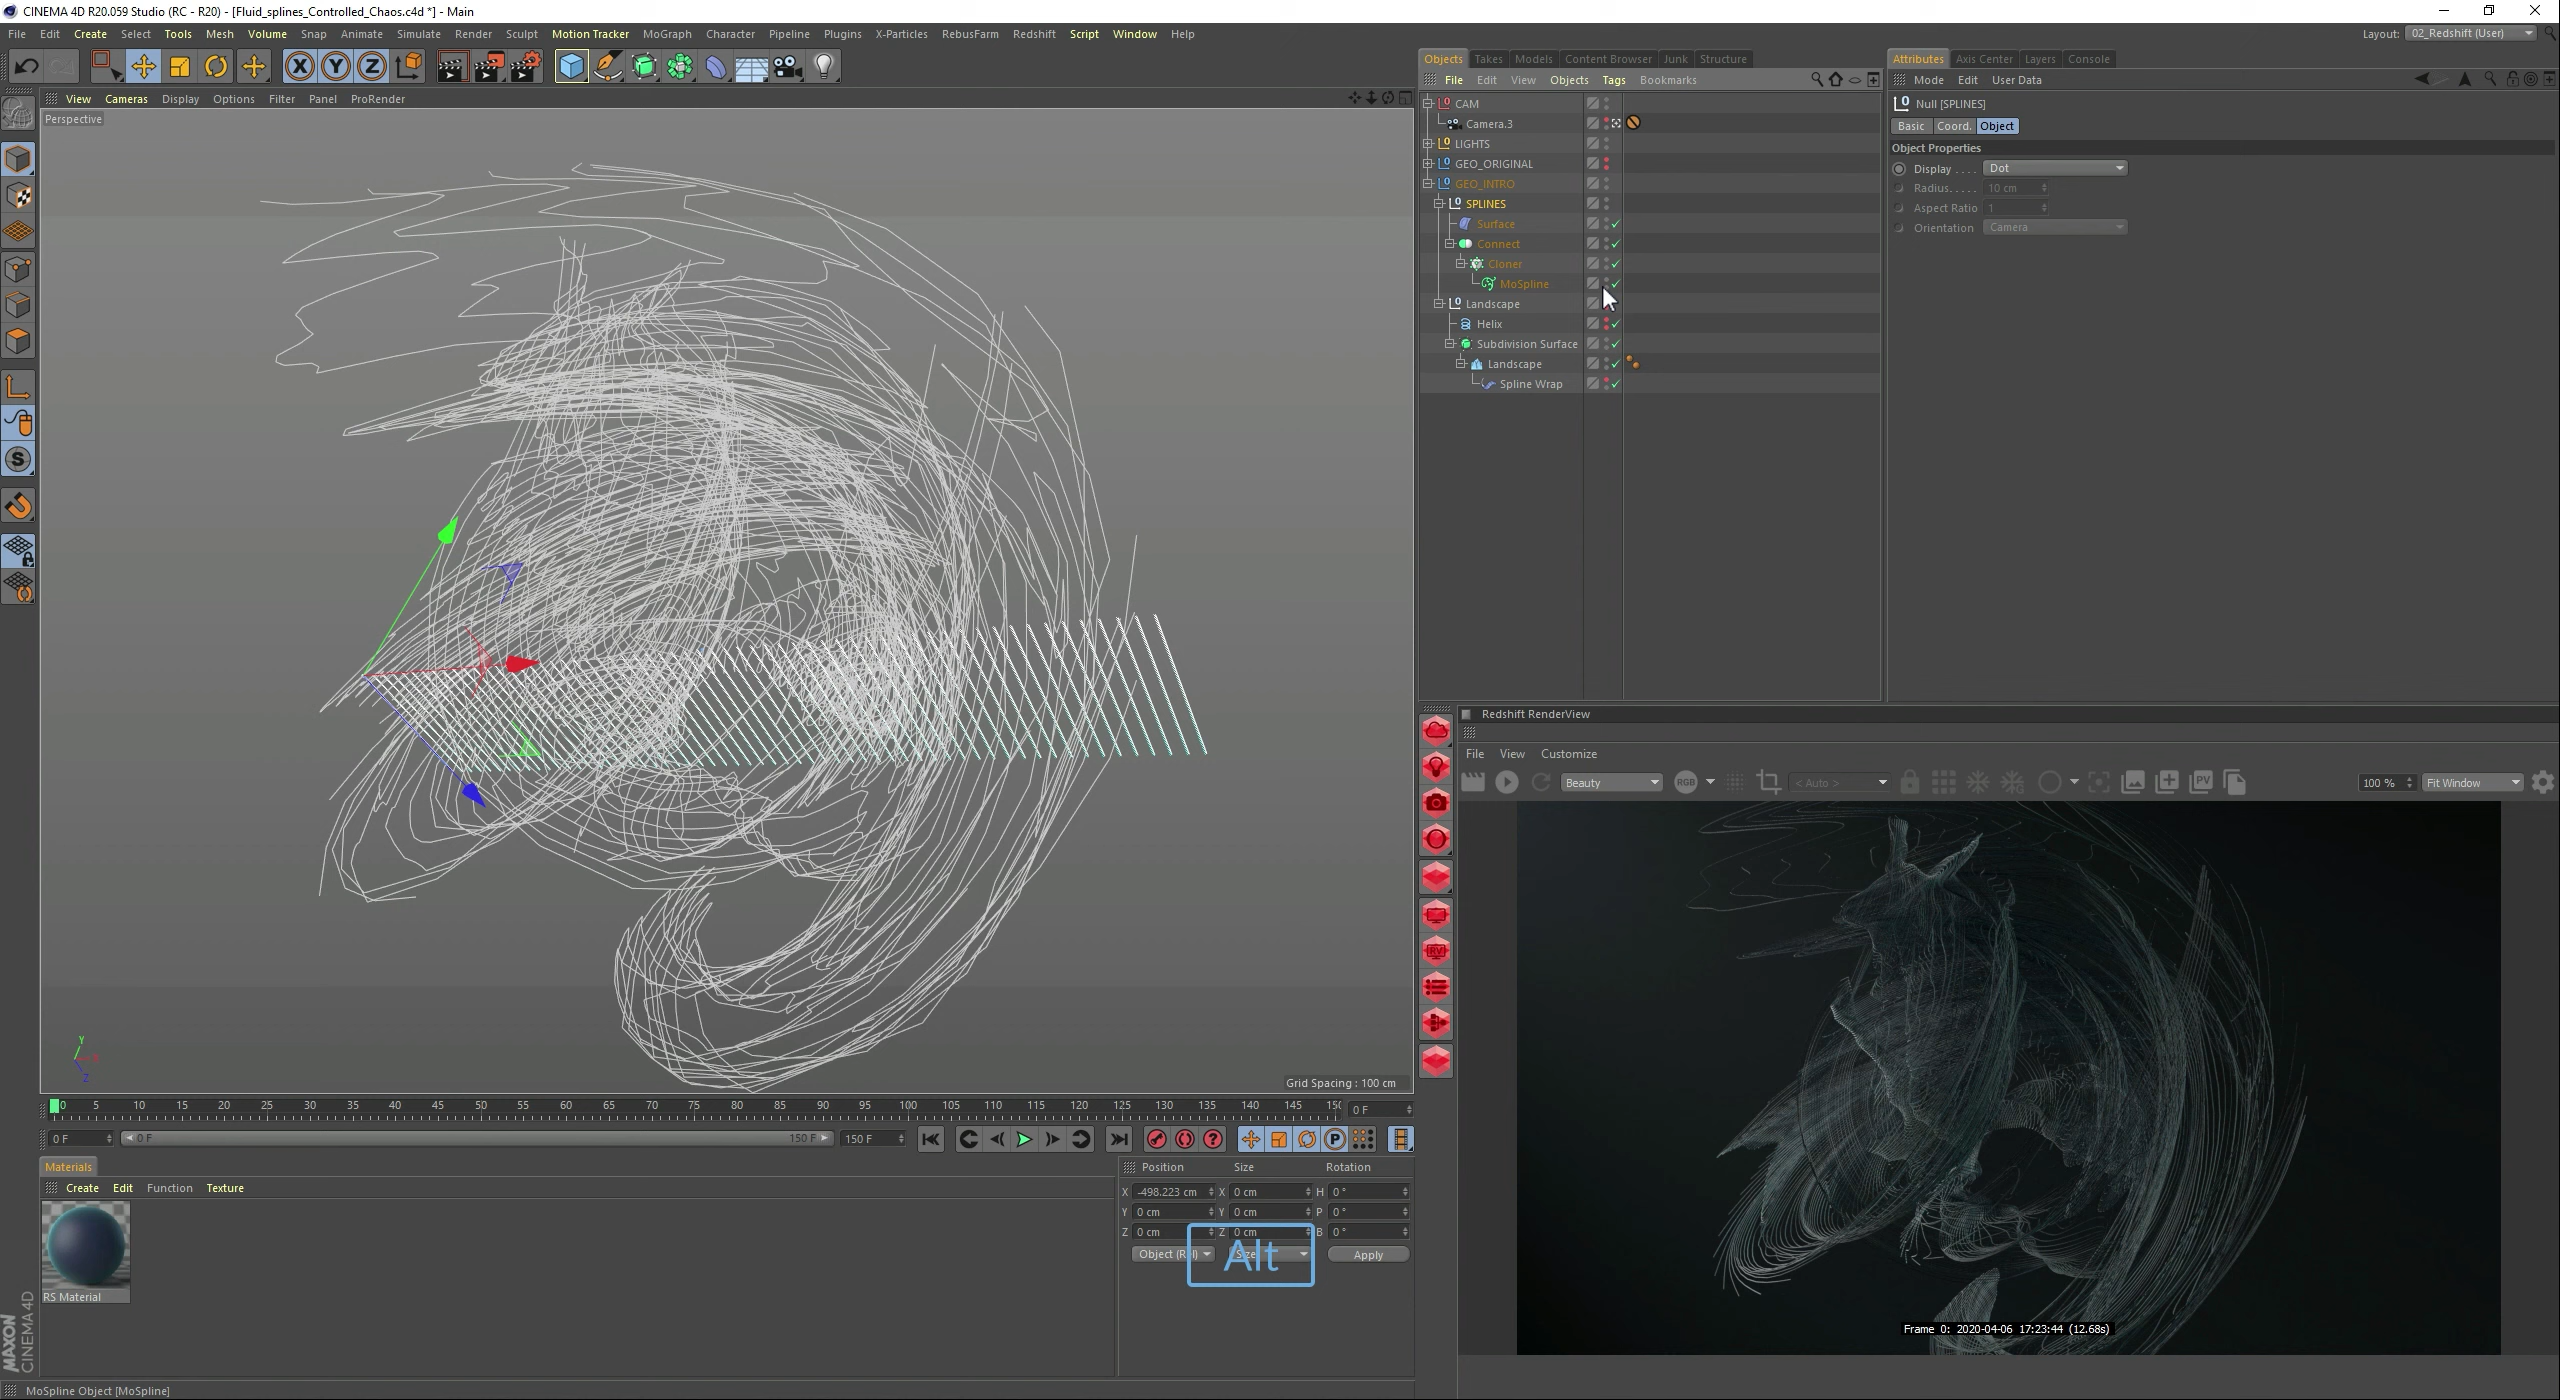 CINEMA 4D R20.059 Studio (RC - R20) - [Fluid_splines_Controlled_Chaos.c4d *] - Main
File Edit Create Select Tools Mesh Volume Snap Animate Simulate Render Sculpt Motion Tracker MoGraph Character Pipeline Plugins X-Particles RebusFarm Redshift Script Window Help
Layout: 02_Redshift (User)
X Y Z
View Cameras Display Options Filter Panel ProRender
Perspective
Objects Takes Models Content Browser Junk Structure
File Edit View Objects Tags Bookmarks
CAM
Camera.3
LIGHTS
GEO_ORIGINAL
GEO_INTRO
SPLINES
Surface
Connect
Cloner
MoSpline
Landscape
Helix
Subdivision Surface
Landscape
Spline Wrap
Attributes Axis Center Layers Console
Mode Edit User Data
Null [SPLINES]
Basic Coord. Object
Object Properties
Display . . . . Dot
Radius. . . . . 10 cm
Aspect Ratio 1
Orientation Camera
Redshift RenderView
File View Customize
Beauty RGB < Auto > PV 100 % Fit Window
RV
Frame 0: 2020-04-06 17:23:44 (12.68s)
S
Y
X
Z
Grid Spacing : 100 cm
0 5 10 15 20 25 30 35 40 45 50 55 60 65 70 75 80 85 90 95 100 105 110 115 120 125 130 135 140 145 150 0 F
0 F 0 F 150 F 150 F
P
Materials
Create Edit Function Texture
RS Material
Position Size Rotation
X -498.223 cm X 0 cm H 0 °
Y 0 cm Y 0 cm P 0 °
Z 0 cm Z 0 cm B 0 °
Object (Rel) Size Apply
Alt
MAXON
CINEMA 4D
MoSpline Object [MoSpline]